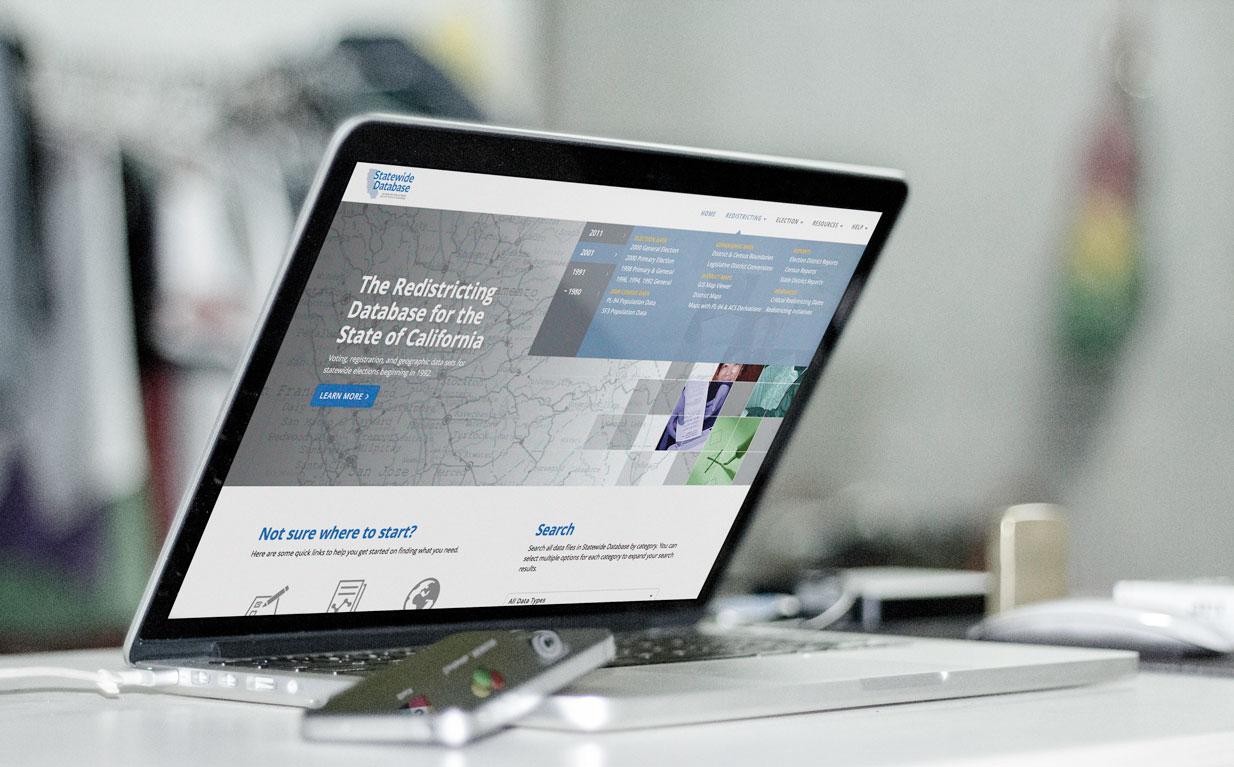 Statewide
Database
HOME
REDISTRICTING
ELECTION
RESOURCES
HELP
2011
2001
1991
- 1980
ELECTION DATA
2000 General Election
2000 Primary Election
1998 Primary & General
1996, 1994, 1992 General
2000 CENSUS DATA
PL-94 Population Data
SF3 Population Data
GEOGRAPHIC DATA
District & Census Boundaries
Legislative District Conversions
DISTRICT MAPS
GIS Map Viewer
District Maps
Maps with PL-94 & ACS Derivations
REPORTS
Election District Reports
Census Reports
State District Reports
RESOURCES
Critical Redistricting Dates
Redistricting Initiatives
The Redistricting
Database for the
State of California
Voting, registration, and geographic data sets for
statewide elections beginning in 1992
LEARN MORE >
San Jose
Not sure where to start?
Here are some quick links to help you get started on finding what you need.
Search
Search all data files in Statewide Database by category. You can
select multiple options for each category to expand your search
results.
All Data Types